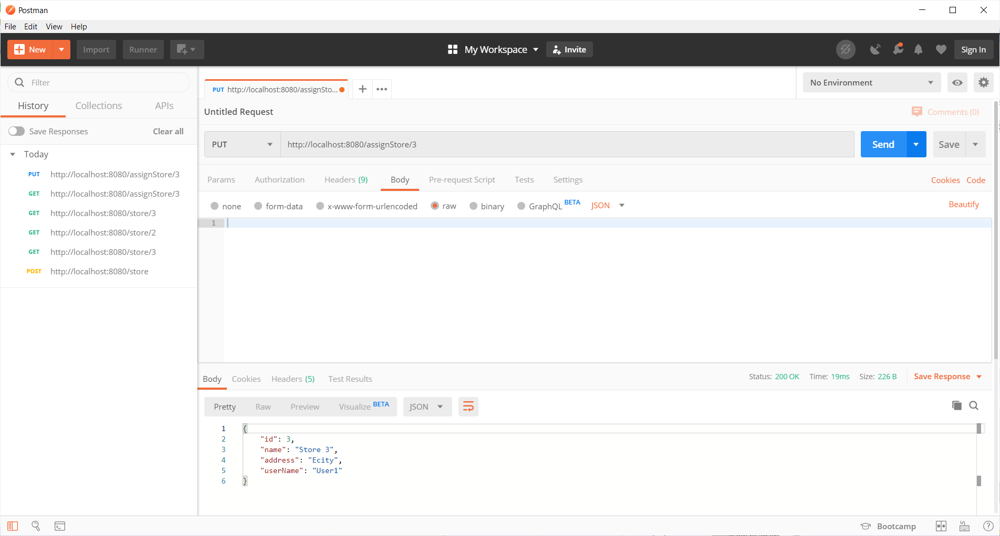 Postman
File Edit View Help
New Import Runner My Workspace Invite Sign In
Filter
History Collections APIs
Save Responses Clear all
Today
PUT http://localhost:8080/assignStore/3
GET http://localhost:8080/assignStore/3
GET http://localhost:8080/store/3
GET http://localhost:8080/store/2
GET http://localhost:8080/store/3
POST http://localhost:8080/store
PUT http://localhost:8080/assignSto...
No Environment
Untitled Request
Comments (0)
PUT http://localhost:8080/assignStore/3 Send Save
Params Authorization Headers (9) Body Pre-request Script Tests Settings Cookies Code
none form-data x-www-form-urlencoded raw binary GraphQL BETA JSON Beautify
1
Body Cookies Headers (5) Test Results Status: 200 OK Time: 19ms Size: 226 B Save Response
Pretty Raw Preview Visualize BETA JSON
1 {
2 "id": 3,
3 "name": "Store 3",
4 "address": "Ecity",
5 "userName": "User1"
6 }
Bootcamp